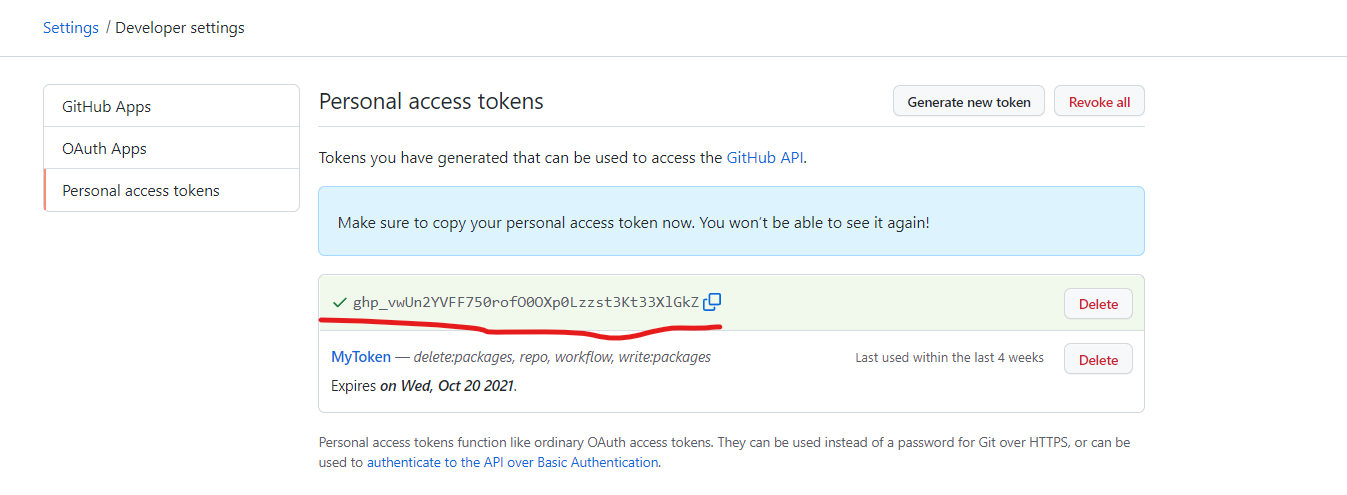 Settings / Developer settings
GitHub Apps
OAuth Apps
Personal access tokens
Personal access tokens
Generate new token
Revoke all
Tokens you have generated that can be used to access the GitHub API.
Make sure to copy your personal access token now. You won’t be able to see it again!
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
Delete
MyToken — delete:packages, repo, workflow, write:packages
Last used within the last 4 weeks
Delete
Expires on Wed, Oct 20 2021.
Personal access tokens function like ordinary OAuth access tokens. They can be used instead of a password for Git over HTTPS, or can be
used to authenticate to the API over Basic Authentication.